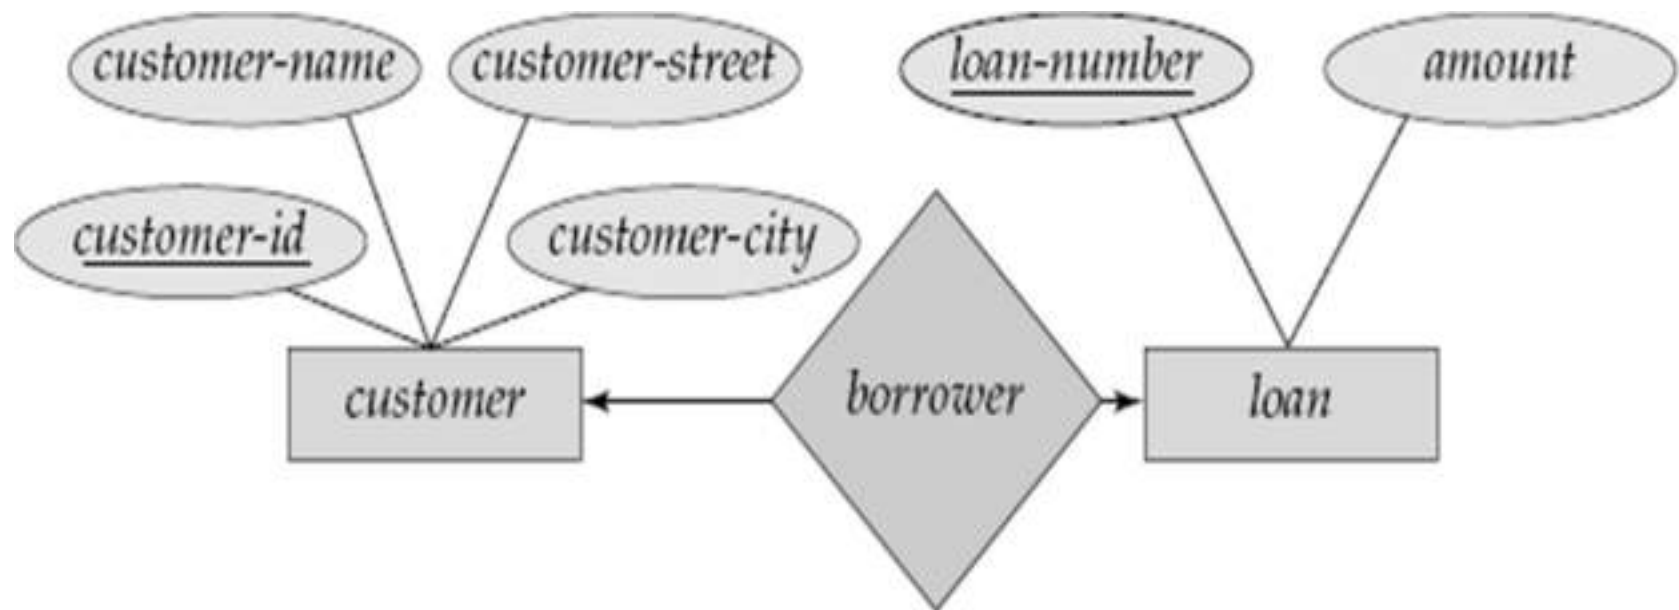 customer-name
customer-street
loan-number
amount
customer-id
customer-city
customer
borrower
loan